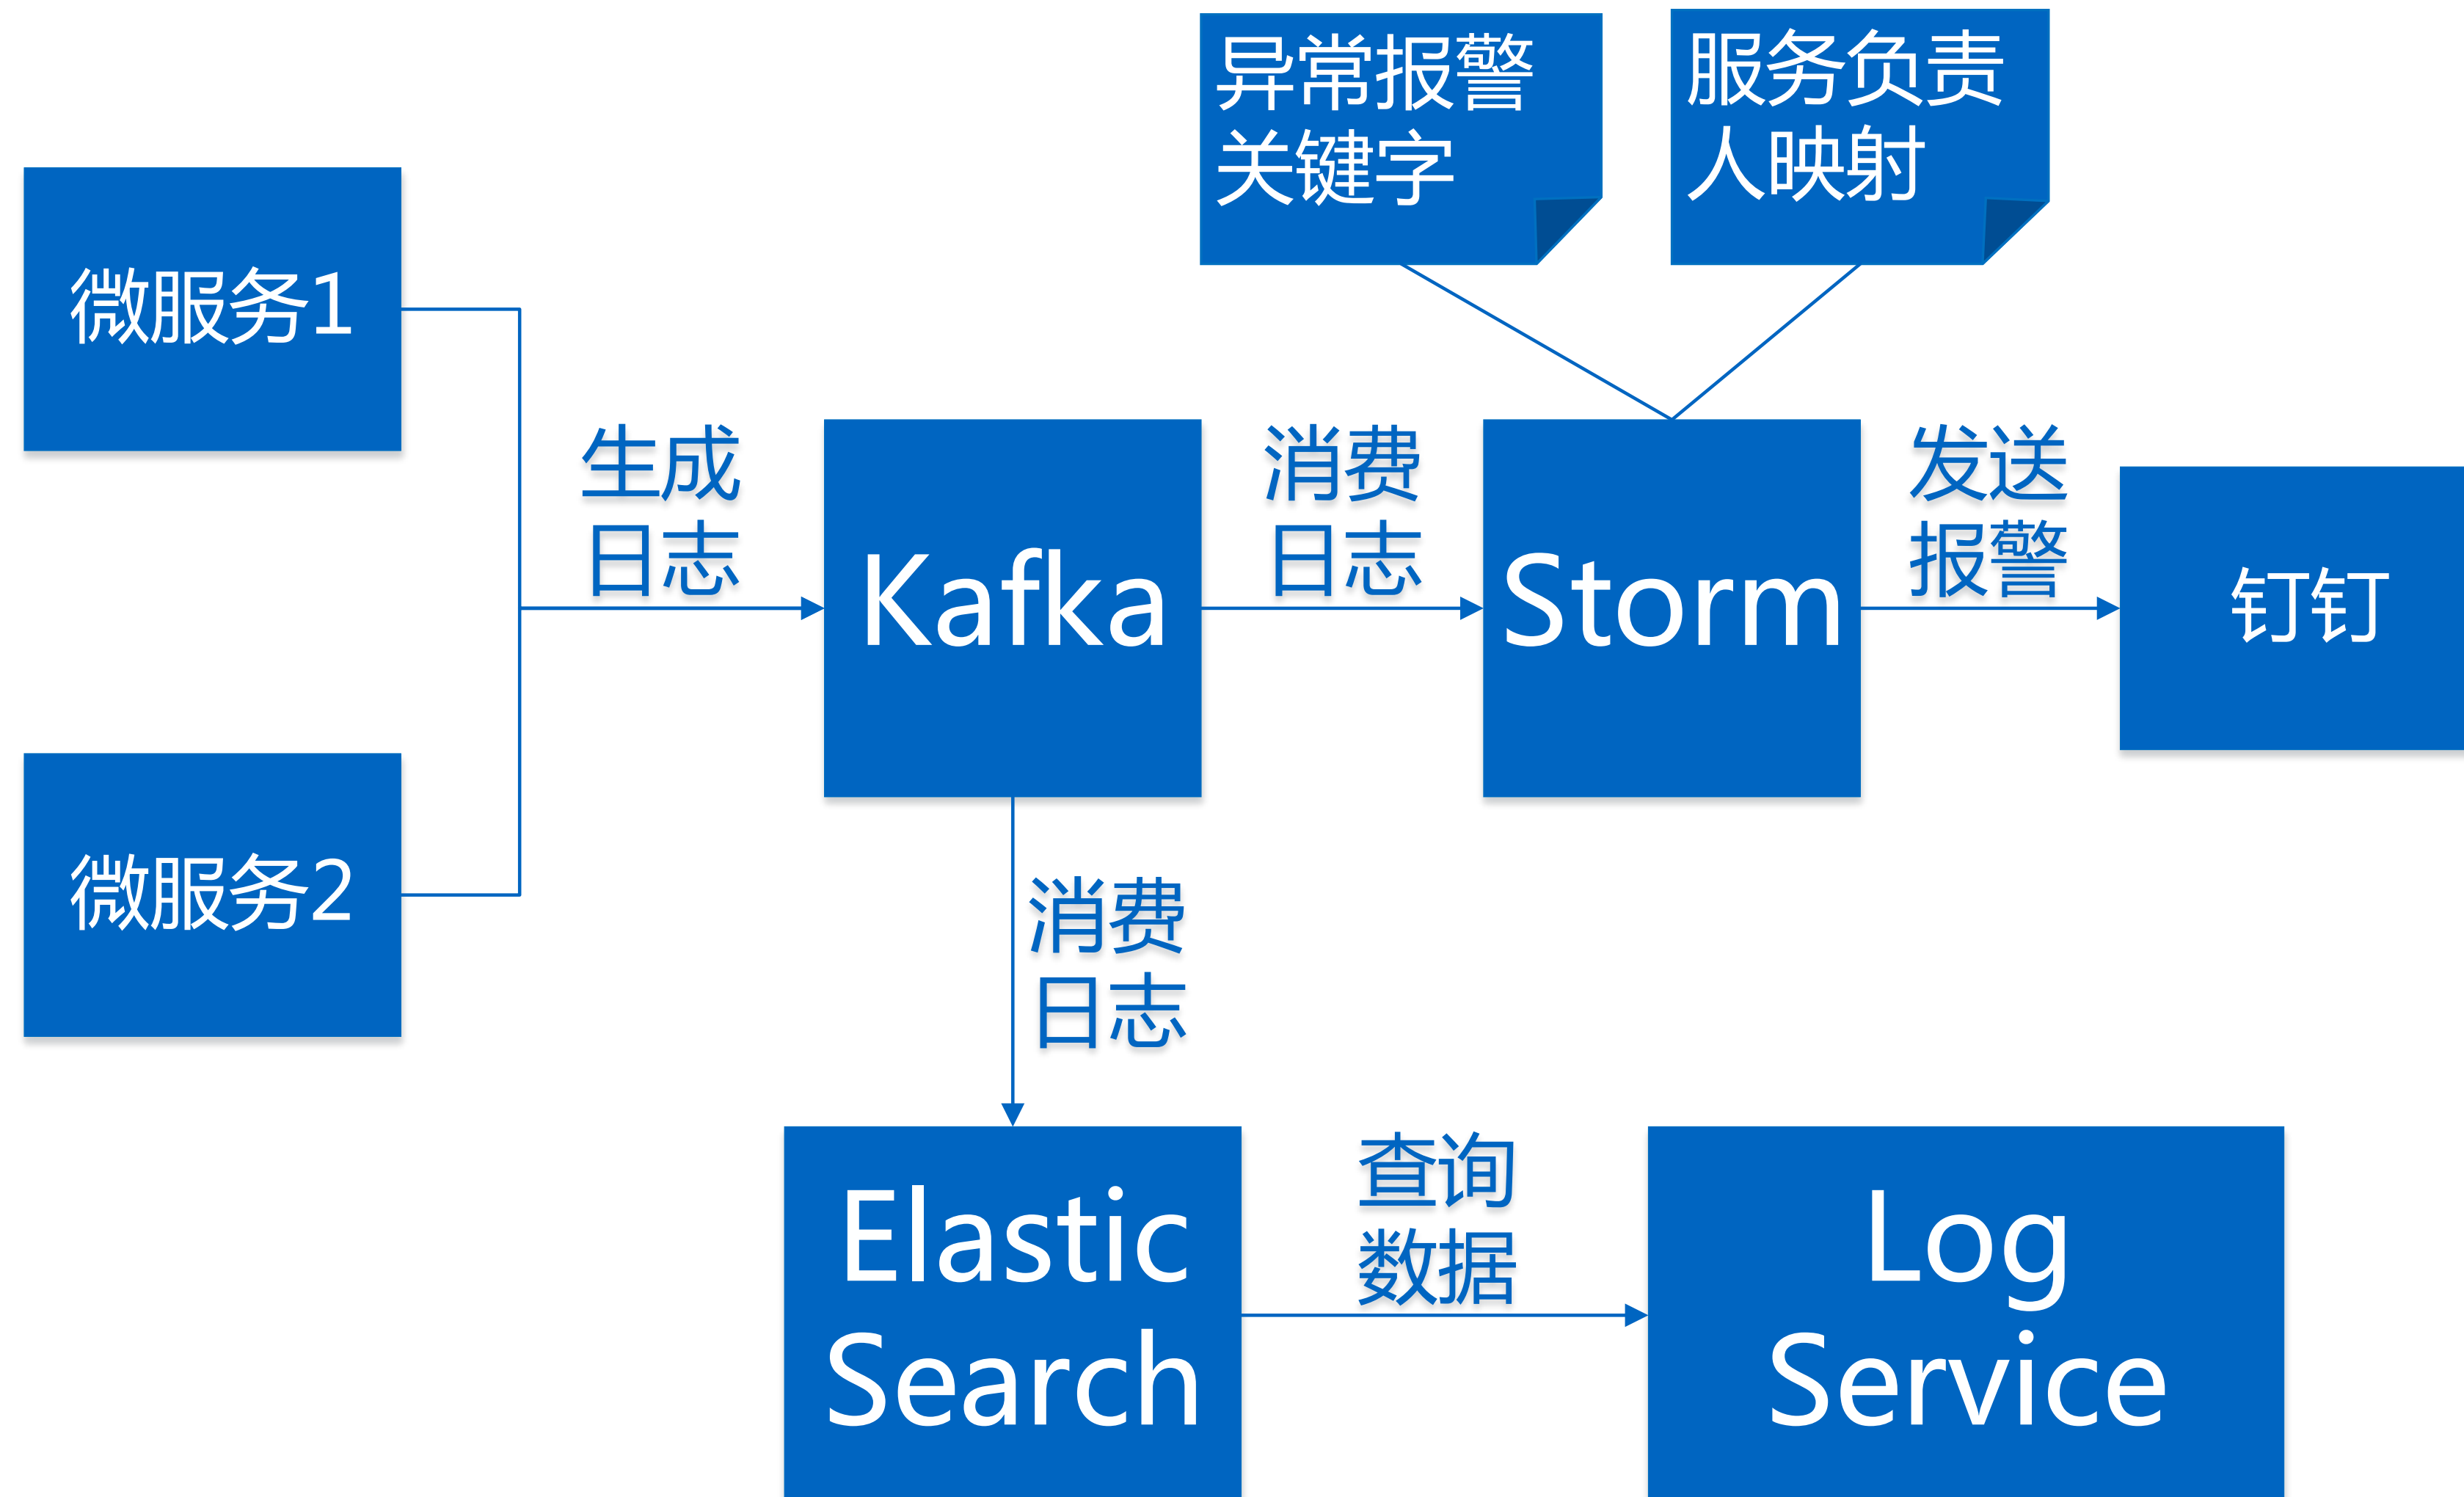 异常报警
关键字
服务负责
人映射
微服务1
生成
日志
Kafka
消费
日志
Storm
发送
报警
钉钉
微服务2
消费
日志
Elastic
Search
查询
数据
Log
Service